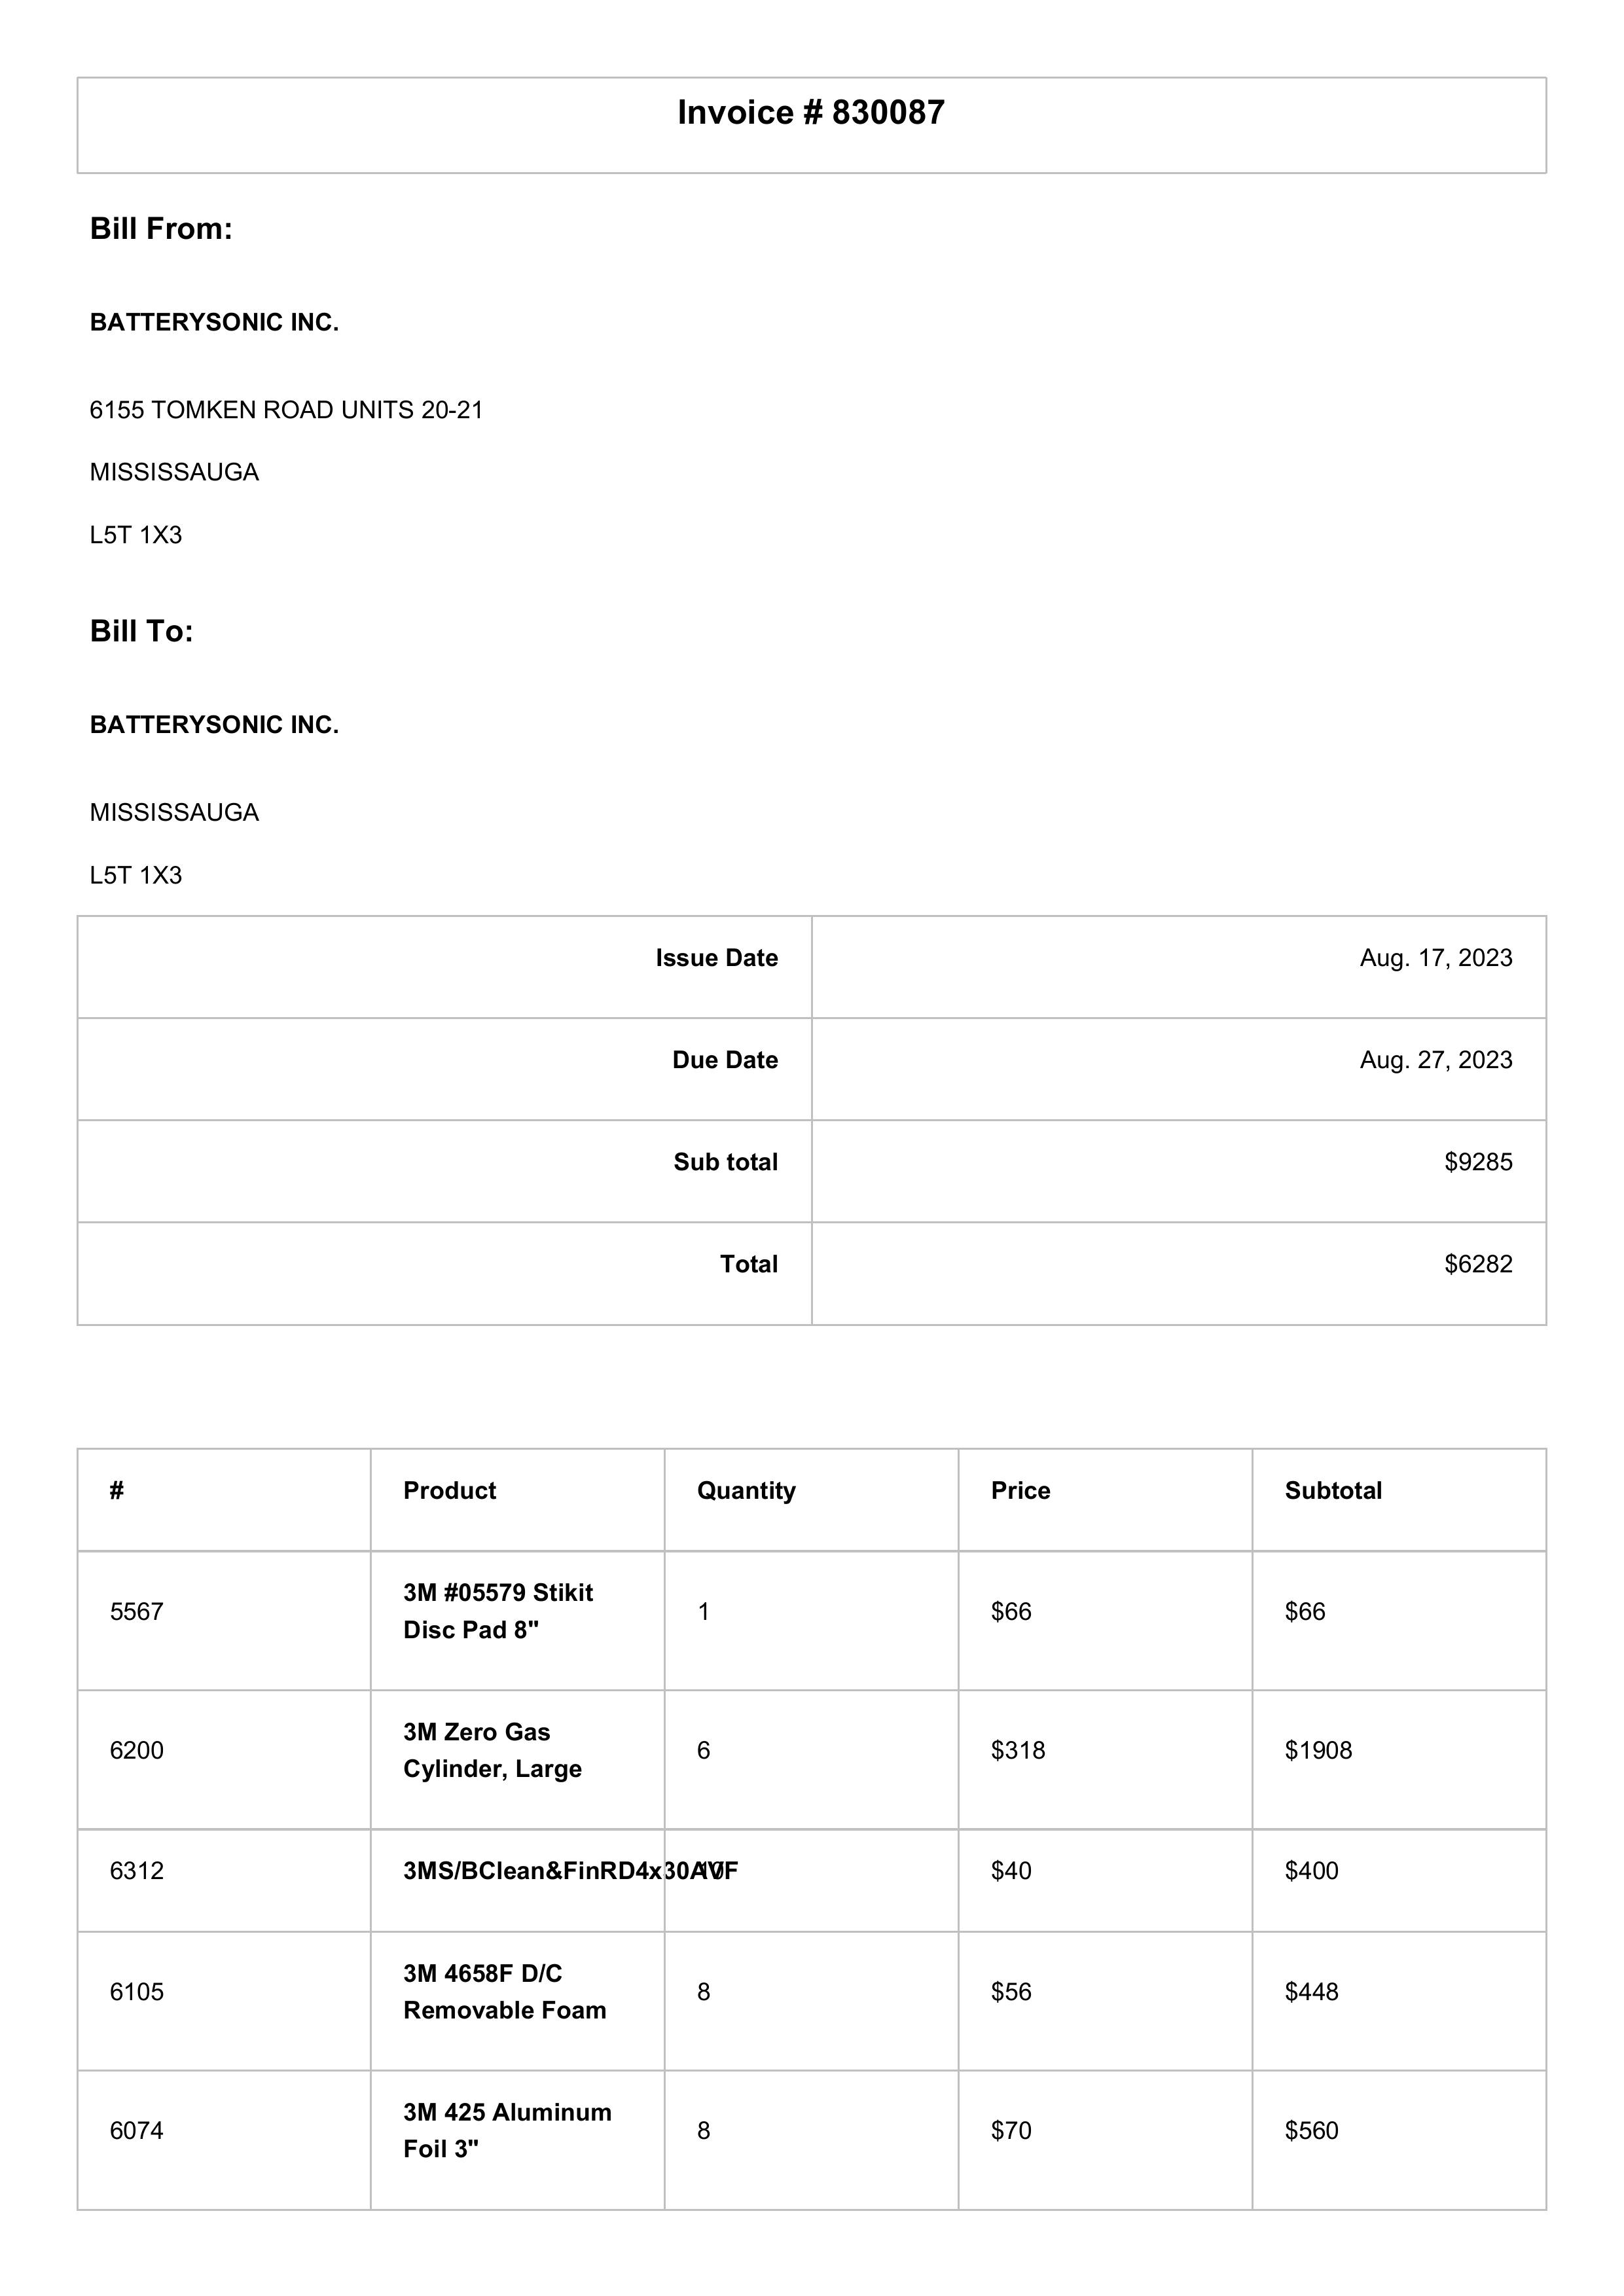 Invoice # 830087
Bill From:
BATTERYSONIC INC.
6155 TOMKEN ROAD UNITS 20-21
MISSISSAUGA
L5T 1X3
Bill To:
BATTERYSONIC INC.
MISSISSAUGA
L5T 1X3
Issue Date Aug. 17, 2023
Due Date Aug. 27, 2023
Sub total $9285
Total $6282
# Product Quantity Price Subtotal
3M #05579 Stikit
5567 1 $66 $66
Disc Pad 8"
3M Zero Gas
6200 6 $318 $1908
Cylinder, Large
6312 3MS/BClean&FinRD4x30AVF 10 $40 $400
3M 4658F D/C
6105 8 $56 $448
Removable Foam
3M 425 Aluminum
6074 8 $70 $560
Foil 3"